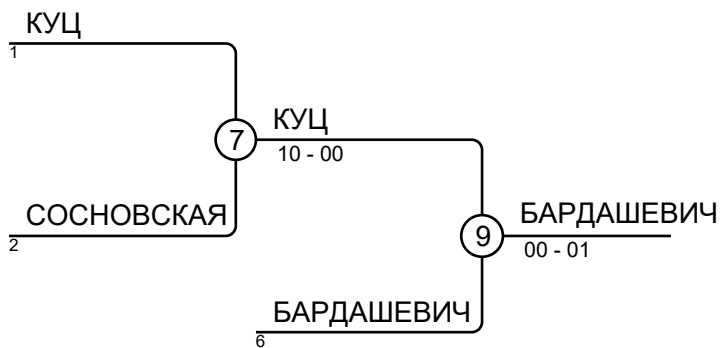 КУЦ
1
7
КУЦ
10 - 00
СОСНОВСКАЯ
2
9
БАРДАШЕВИЧ
00 - 01
БАРДАШЕВИЧ
6